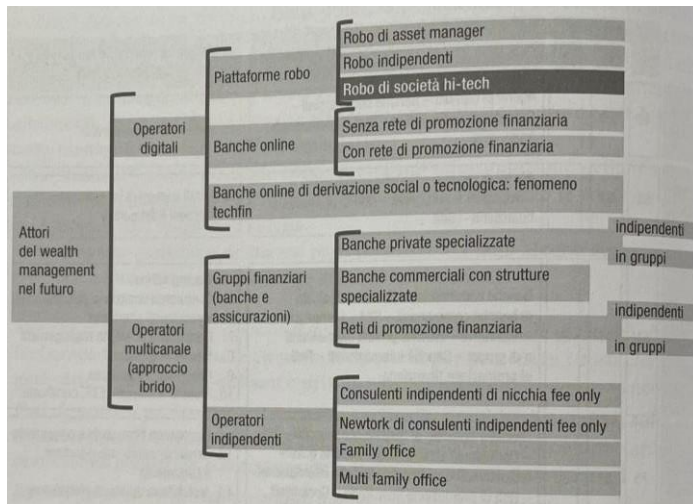 Attori
del wealth
management
nel futuro
Operatori
digitali
Piattaforme robo
Robo di asset manager
Robo indipendenti
Robo di società hi-tech
Banche online
Senza rete di promozione finanziaria
Con rete di promozione finanziaria
Banche online di derivazione social o tecnologica: fenomeno
techfin
Operatori
multicanale
(approccio
ibrido)
Gruppi finanziari
(banche e
assicurazioni)
Banche private specializzate
indipendenti
in gruppi
Banche commerciali con strutture
specializzate
Reti di promozione finanziaria
indipendenti
in gruppi
Operatori
indipendenti
Consulenti indipendenti di nicchia fee only
Newtork di consulenti indipendenti fee only
Family office
Multi family office